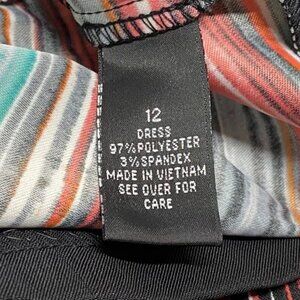 12
DRESS
97%POLYESTER
3%SPANDEX
MADE IN VIETNAM
SEE OVER FOR
CARE